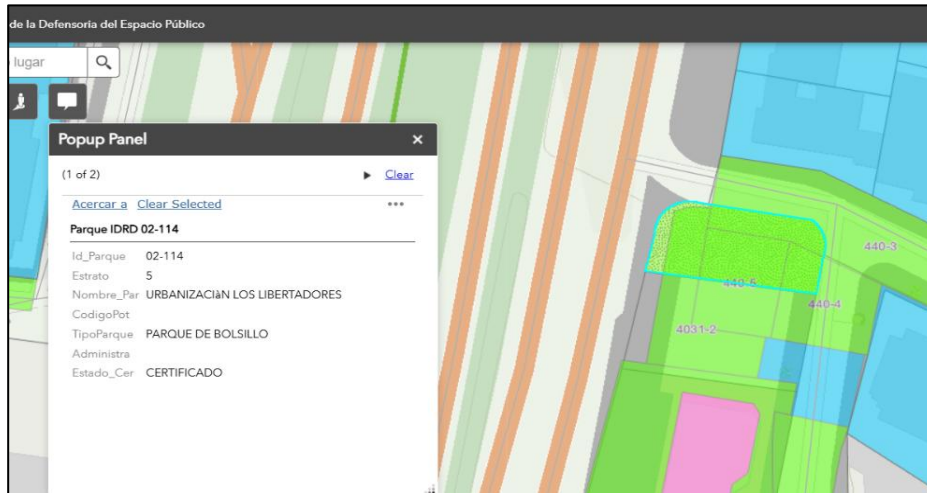 de la Defensoría del Espacio Público
lugar
Popup Panel
(1 of 2)
Clear
Acercar a Clear Selected
Parque IDRD 02-114
Id_Parque 02-114
Estrato 5
Nombre_Par URBANIZACIàN LOS LIBERTADORES
CodigoPot
TipoParque PARQUE DE BOLSILLO
Administra
Estado_Cer CERTIFICADO
440-3
440-5
440-4
4031-2